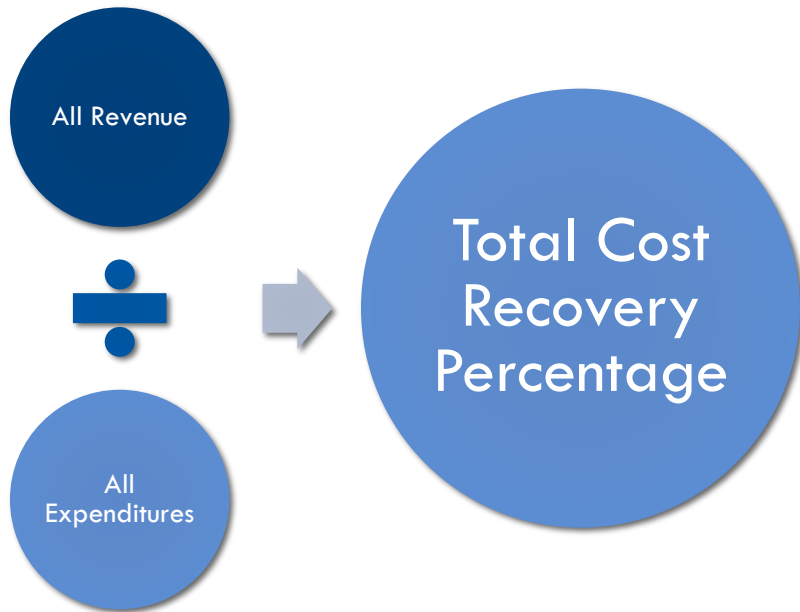 All Revenue
All
Expenditures
Total Cost
Recovery
Percentage